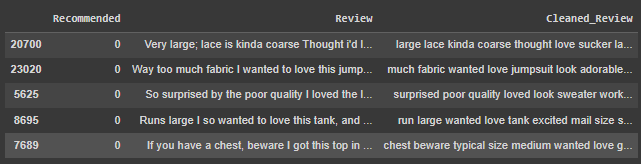 Recommended Review Cleaned_Review
20700 0 Very large; lace is kinda coarse Thought i'd l... large lace kinda coarse thought love sucker la...
23020 0 Way too much fabric I wanted to love this jump... much fabric wanted love jumpsuit look adorable...
5625 0 So surprised by the poor quality I loved the l... surprised poor quality loved look sweater work...
8695 0 Runs large I so wanted to love this tank, and ... run large wanted love tank excited mail size s...
7689 0 If you have a chest, beware I got this top in ... chest beware typical size medium wanted love g...